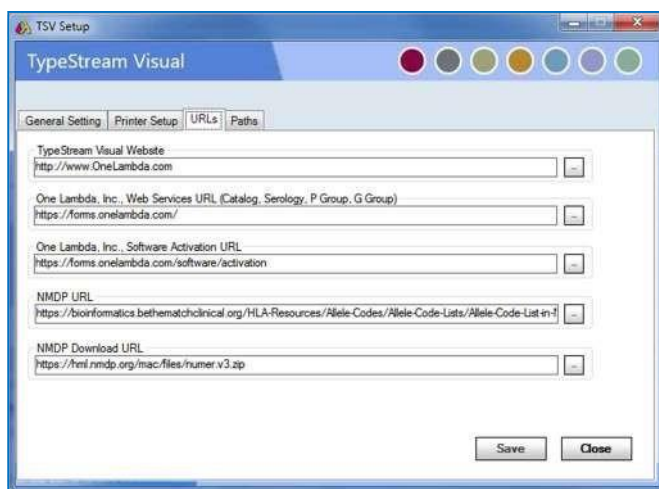 TSV Setup
TypeStream Visual
General Setting Printer Setup URLs Paths
TypeStream Visual Website
http://www.OneLambda.com
...
One Lambda, Inc., Web Services URL (Catalog, Serology, P Group, G Group)
https://forms.onelambda.com/
...
One Lambda, Inc., Software Activation URL
https://forms.onelambda.com/software/activation
...
NMDP URL
https://bioinformatics.bethematchclinical.org/HLA-Resources/Allele-Codes/Allele-Code-Lists/Allele-Code-List-in-N
...
NMDP Download URL
https://hml.nmdp.org/mac/files/numer.v3.zip
...
Save Close